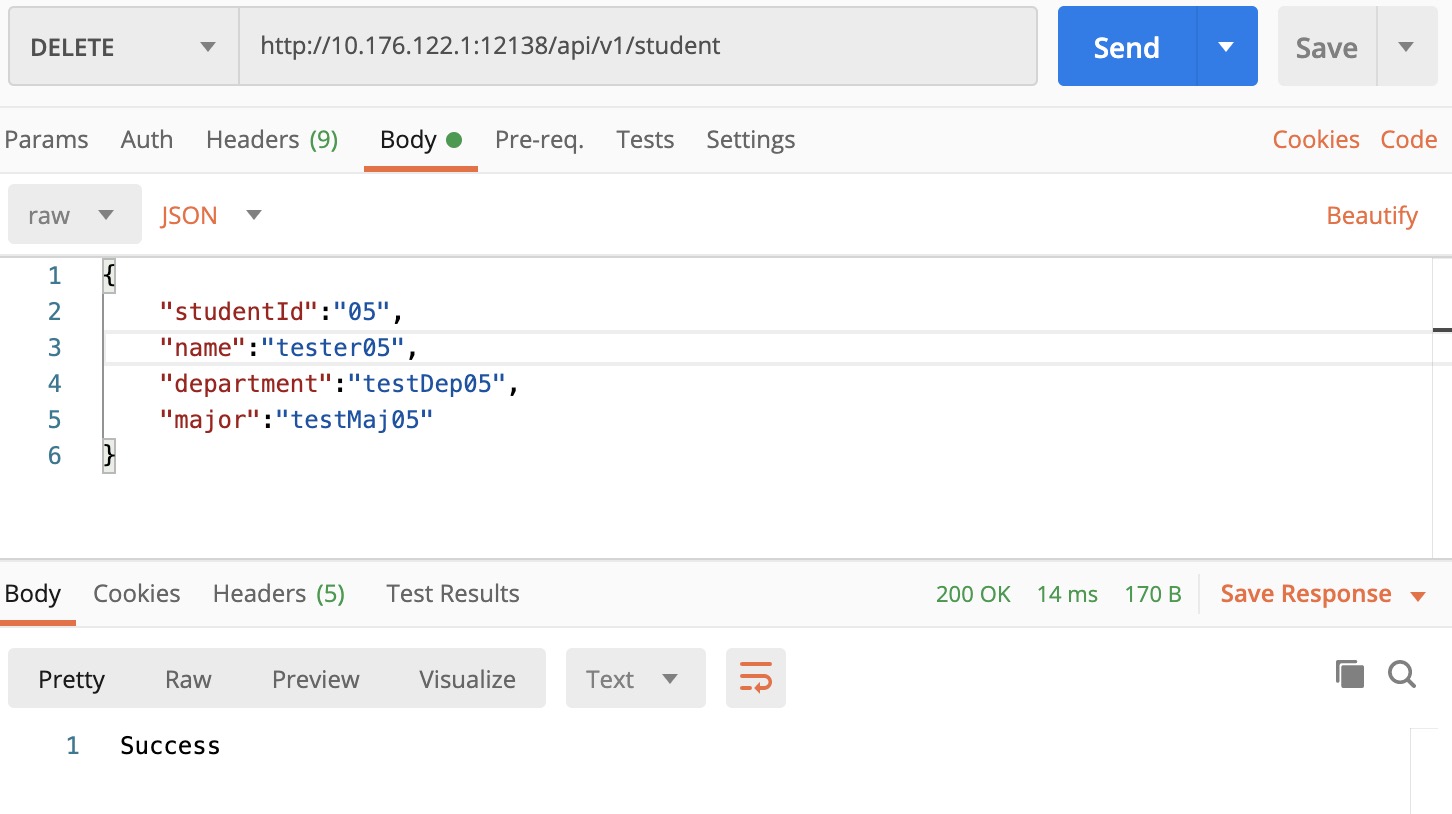 DELETE http://10.176.122.1:12138/api/v1/student Send Save
Params Auth Headers (9) Body Pre-req. Tests Settings Cookies Code
raw JSON Beautify
1 {
2 "studentId":"05",
3 "name":"tester05",
4 "department":"testDep05",
5 "major":"testMaj05"
6 }
Body Cookies Headers (5) Test Results 200 OK 14 ms 170 B Save Response
Pretty Raw Preview Visualize Text
1 Success